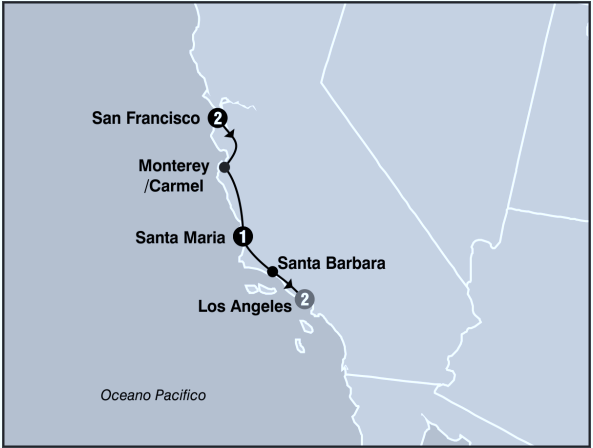 San Francisco 2
Monterey
/Carmel
Santa Maria 1
Santa Barbara
Los Angeles 2
Oceano Pacifico